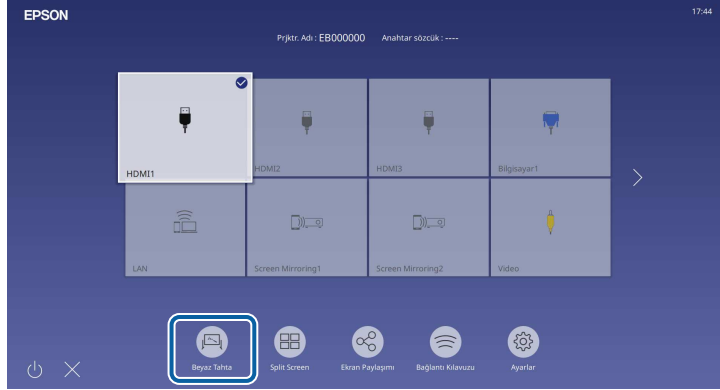 EPSON
17:44
Prjktr. Adı : EB000000 Anahtar sözcük : ----
HDMI1
HDMI2
HDMI3
Bilgisayar1
LAN
Screen Mirroring1
Screen Mirroring2
Video
Beyaz Tahta
Split Screen
Ekran Paylaşımı
Bağlantı Kılavuzu
Ayarlar